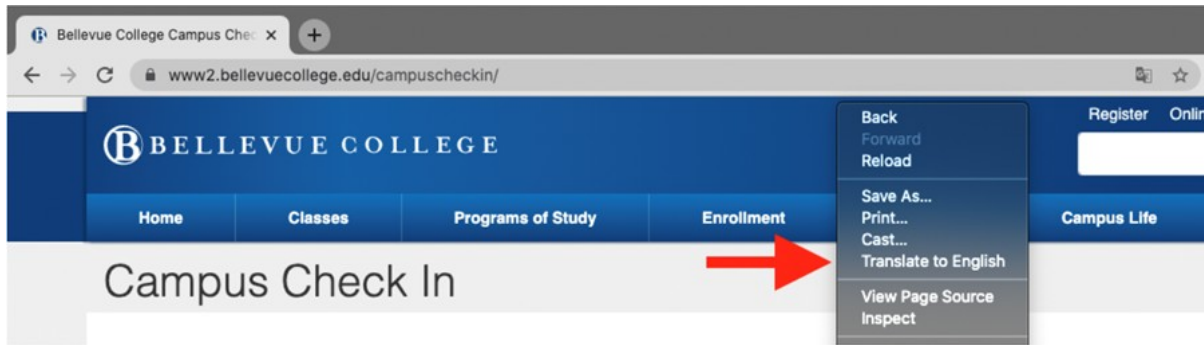 Bellevue College Campus Chec
www2.bellevuecollege.edu/campuscheckin/
BELLEVUE COLLEGE
Register Onlin
Home Classes Programs of Study Enrollment Campus Life
Campus Check In
Back
Forward
Reload
Save As...
Print...
Cast...
Translate to English
View Page Source
Inspect